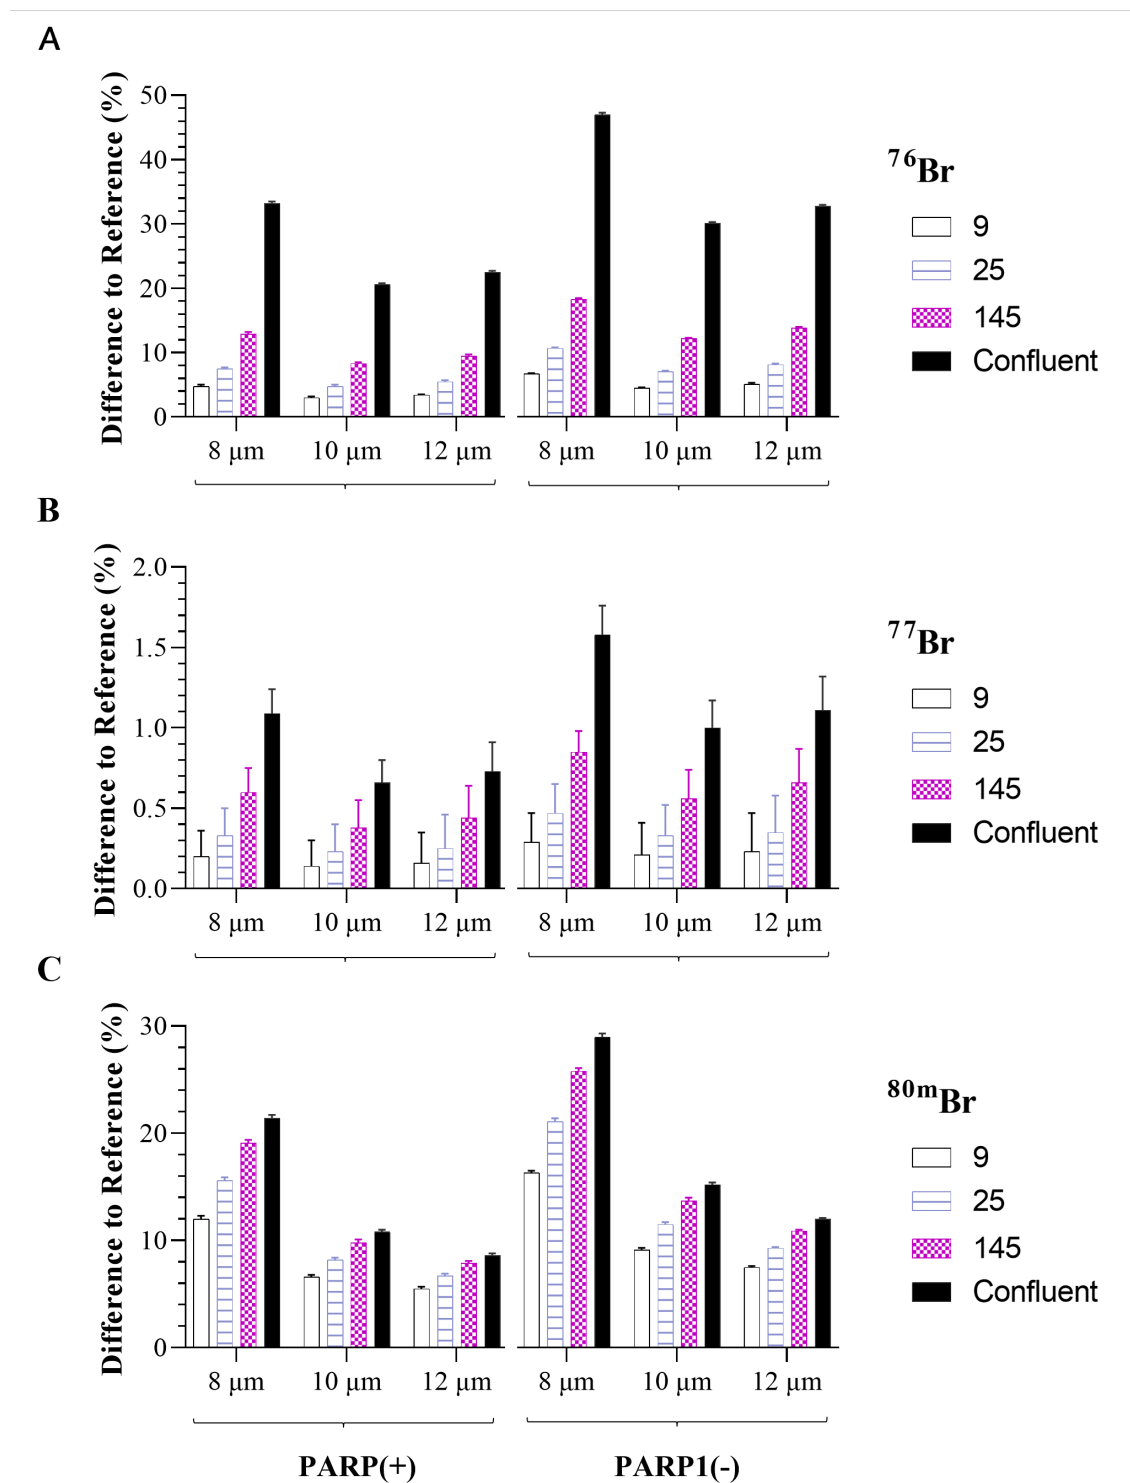 A
Difference to Reference (%)
50
40
30
20
10
0
8 μm 10 μm 12 μm 8 μm 10 μm 12 μm
⁷⁶Br
9
25
145
Confluent
B
Difference to Reference (%)
2.0
1.5
1.0
0.5
0.0
8 μm 10 μm 12 μm 8 μm 10 μm 12 μm
⁷⁷Br
9
25
145
Confluent
C
Difference to Reference (%)
30
20
10
0
8 μm 10 μm 12 μm 8 μm 10 μm 12 μm
⁸⁰ᵐBr
9
25
145
Confluent
PARP(+) PARP1(-)